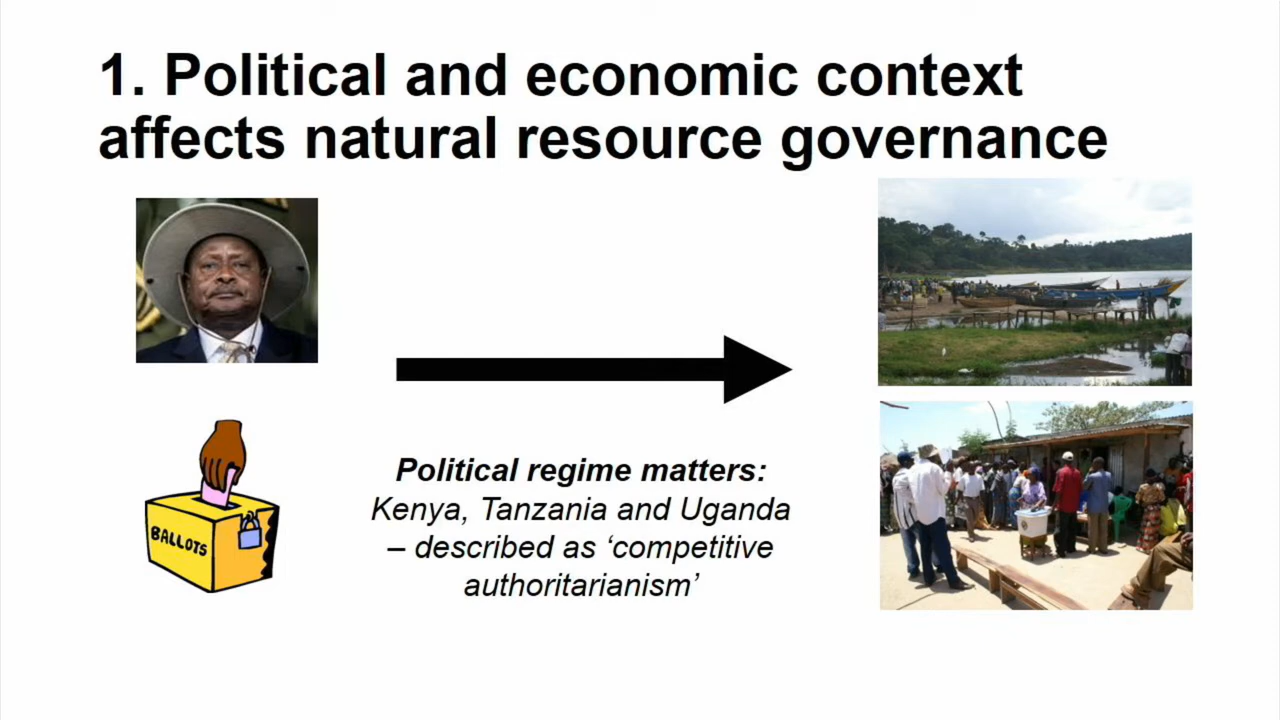 1. Political and economic context
affects natural resource governance
BALLOTS
Political regime matters:
Kenya, Tanzania and Uganda
– described as ‘competitive
authoritarianism’